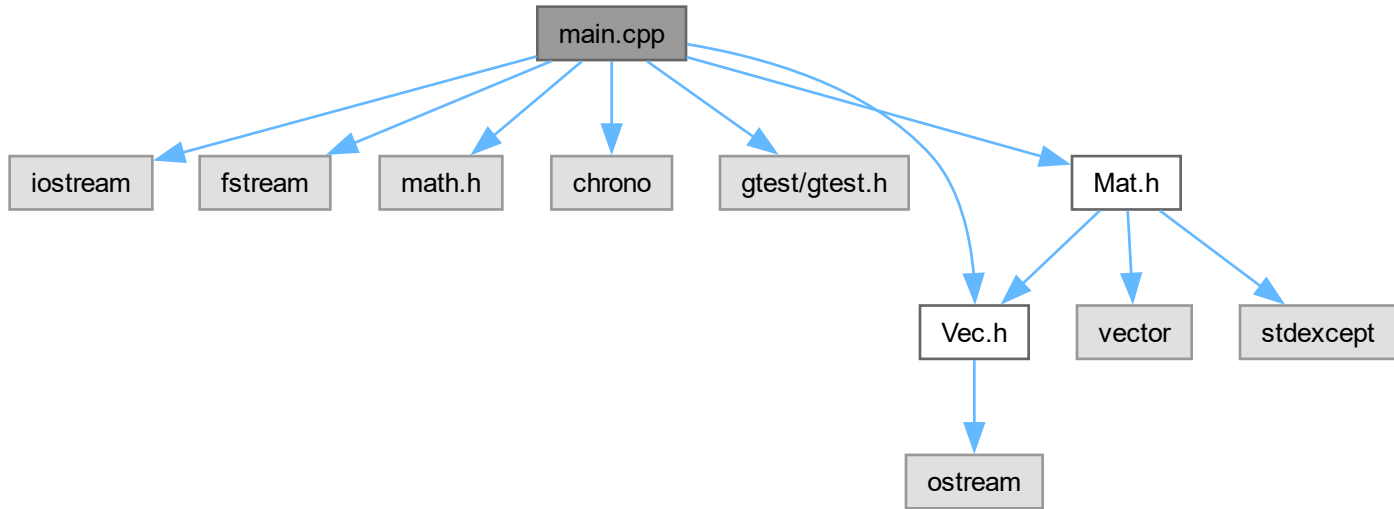 main.cpp
iostream
fstream
math.h
chrono
gtest/gtest.h
Mat.h
Vec.h
vector
stdexcept
ostream